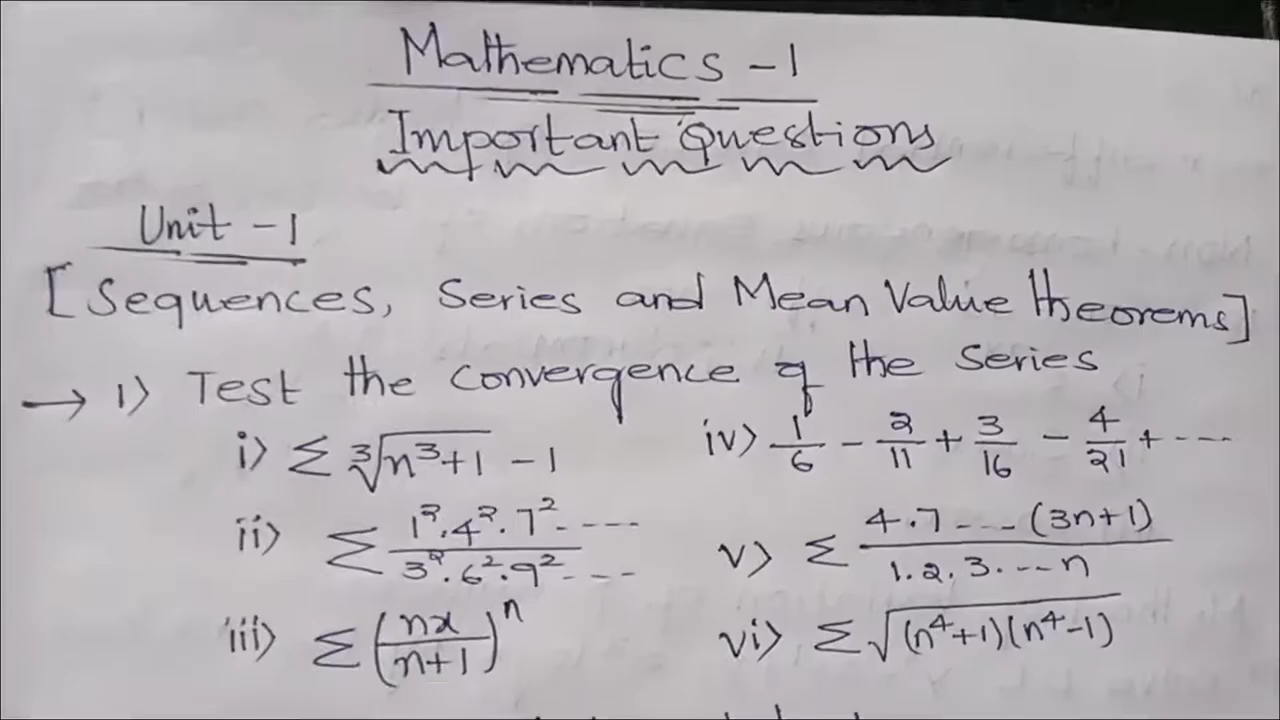 Mathematics - 1
Important Questions
Unit - 1
[Sequences, Series and Mean Value theorems]
→ 1) Test the convergence of the series
i) Σ ∛(n³+1) - 1
ii) Σ (1².4².7².----)/(3².6².9².----)
iii) Σ (nx/(n+1))ⁿ
iv) 1/6 - 2/11 + 3/16 - 4/21 + ----
v) Σ (4.7----(3n+1))/(1.2.3.---n)
vi) Σ √((n⁴+1)(n⁴-1))